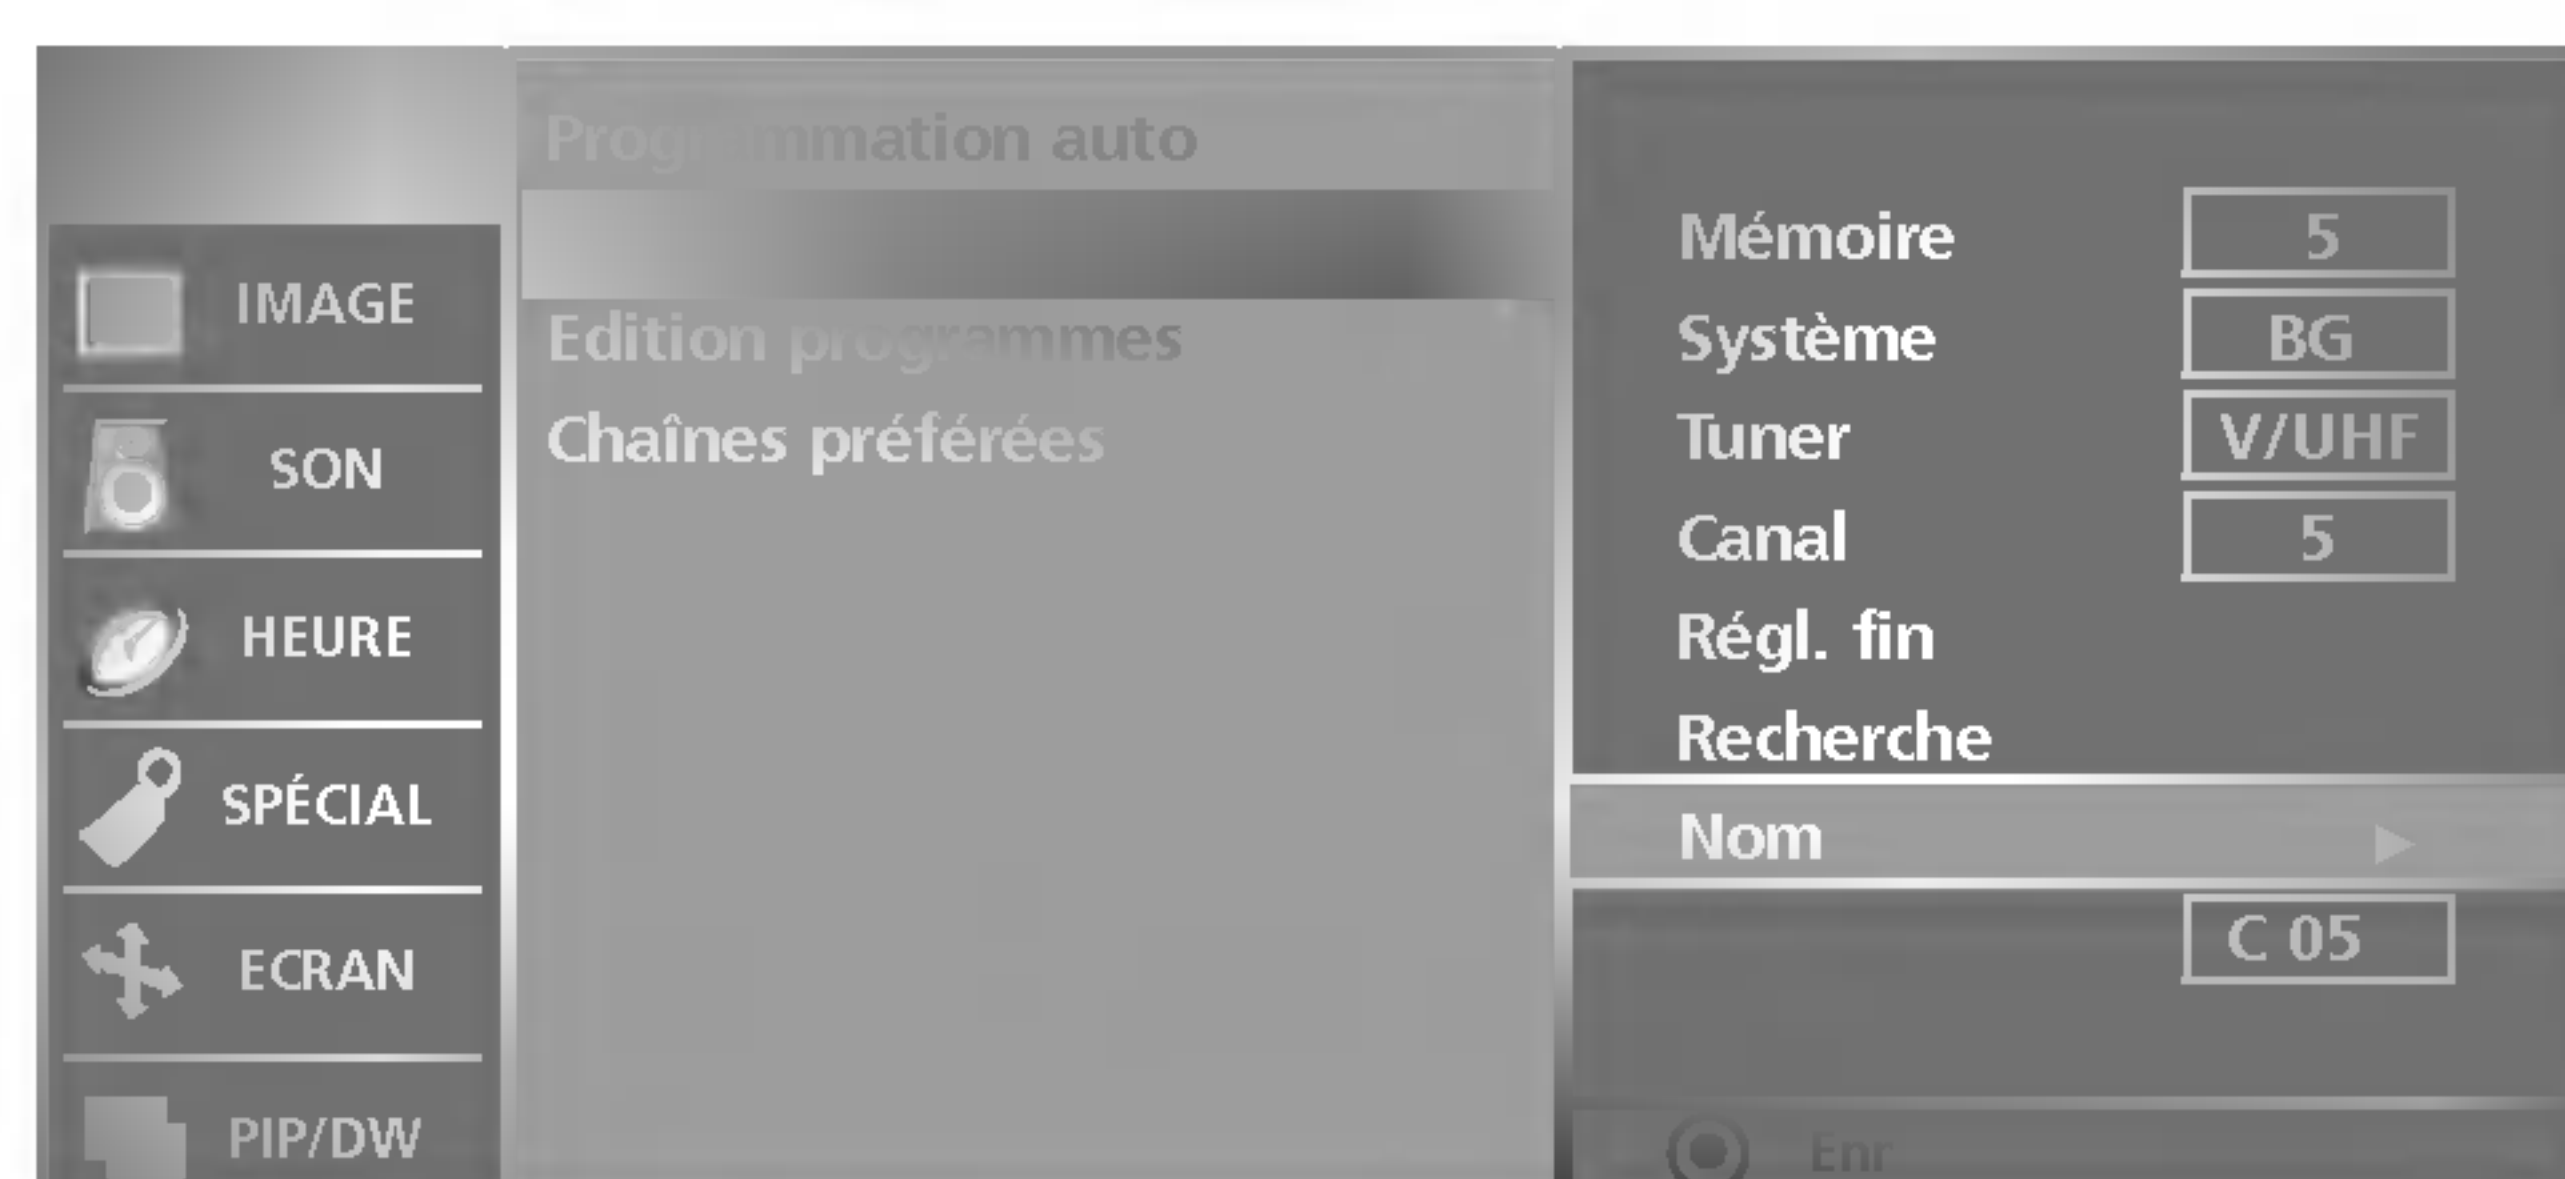 IMAGE
SON
HEURE
SPÉCIAL
ECRAN
PIP/DW
Programmation auto
Edition programmes
Chaînes préférées
Mémoire 5
Système BG
Tuner V/UHF
Canal 5
Régl. fin
Recherche
Nom
C 05
Enr